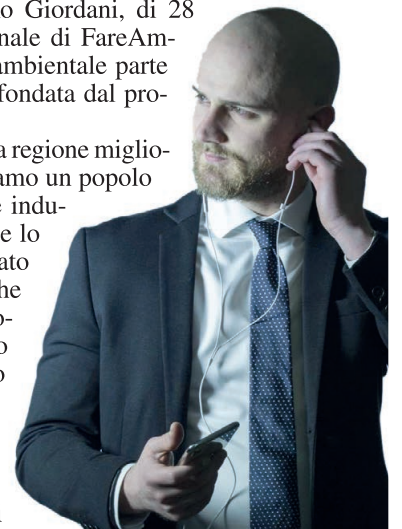 o Giordani, di 28
nale di FareAm-
ambientale parte
fondata dal pro-
a regione miglio-
amo un popolo
e indu-
e lo
ato
he
o-
o
o